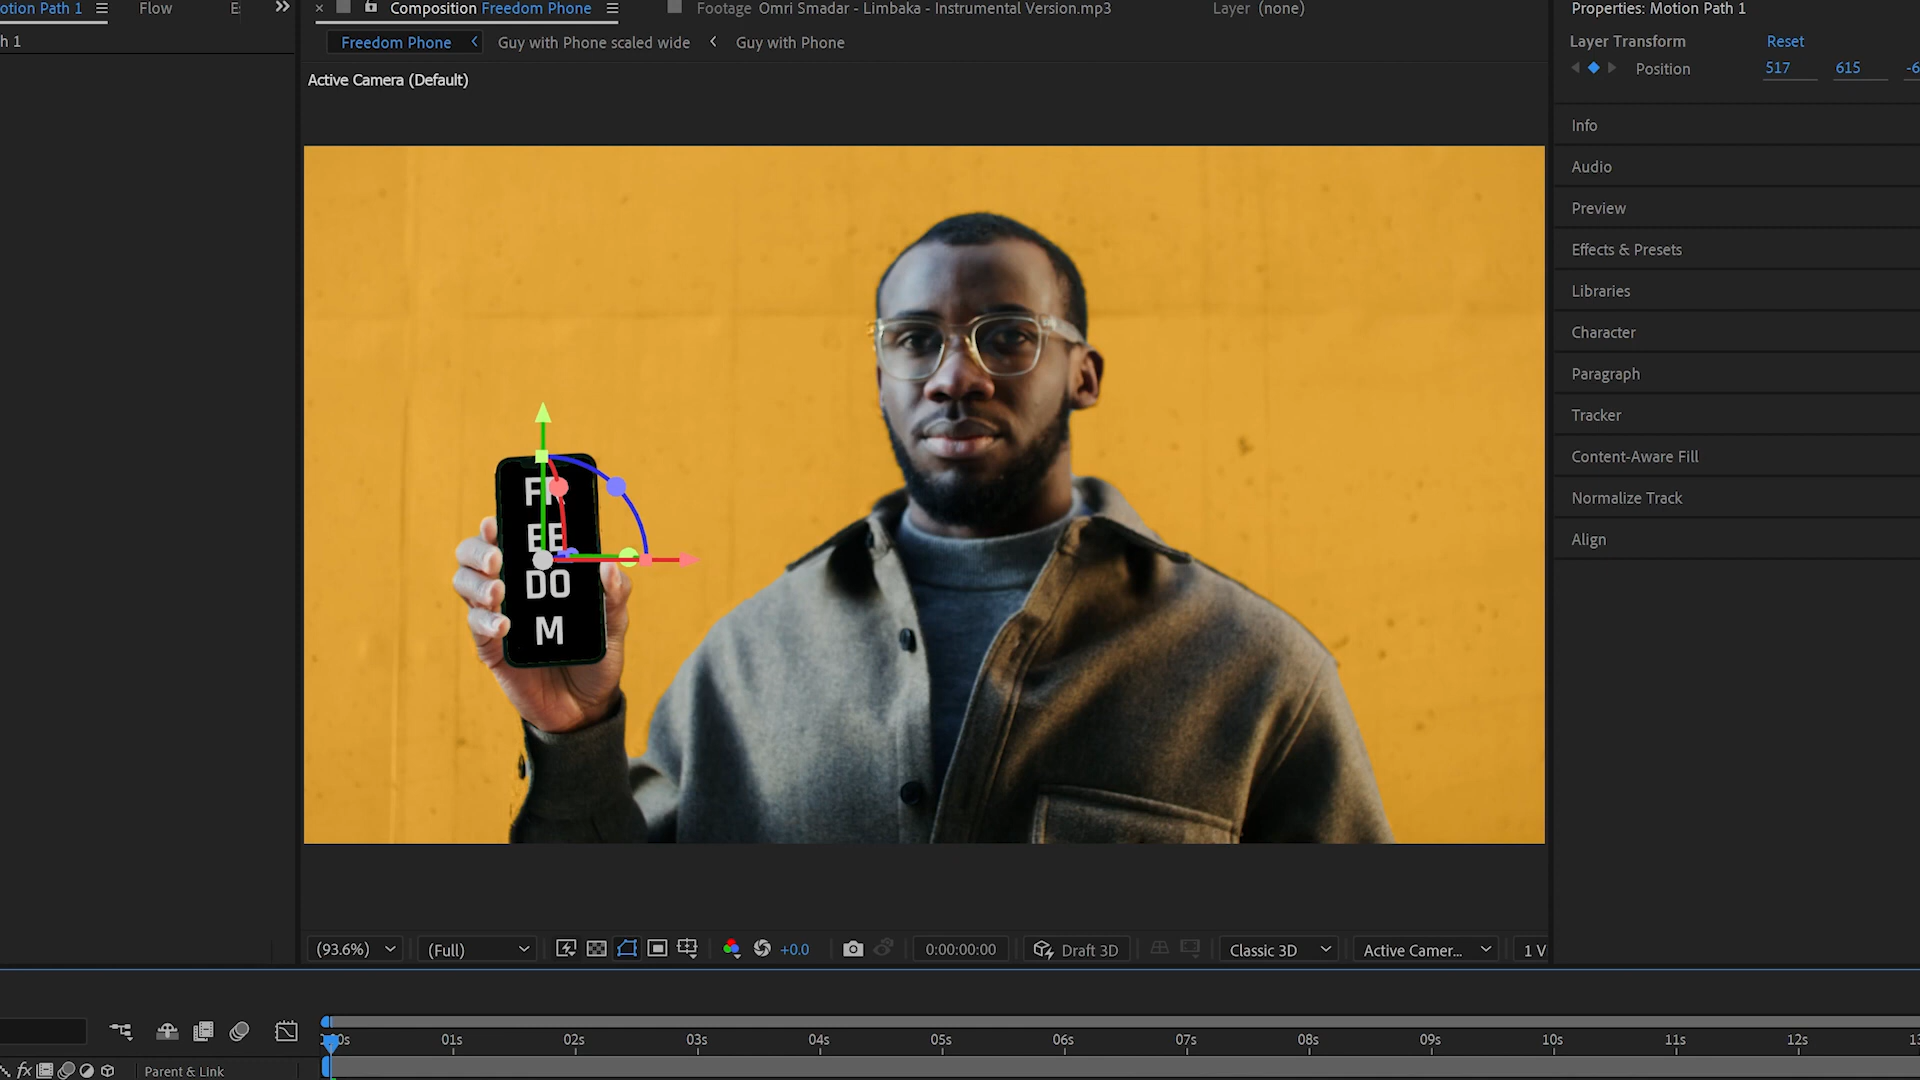 otion Path 1
Flow
E
Composition Freedom Phone
Footage Omri Smadar - Limbaka - Instrumental Version.mp3
Layer (none)
Properties: Motion Path 1
h 1
Freedom Phone
Guy with Phone scaled wide
Guy with Phone
Layer Transform
Reset
Position
517
615
-6
Active Camera (Default)
Info
Audio
Preview
Effects & Presets
Libraries
Character
Paragraph
Tracker
Content-Aware Fill
Normalize Track
Align
FR
EE
DO
M
(93.6%)
(Full)
+0.0
0:00:00:00
Draft 3D
Classic 3D
Active Camer...
1 V
00s
01s
02s
03s
04s
05s
06s
07s
08s
09s
10s
11s
12s
13
fx
Parent & Link